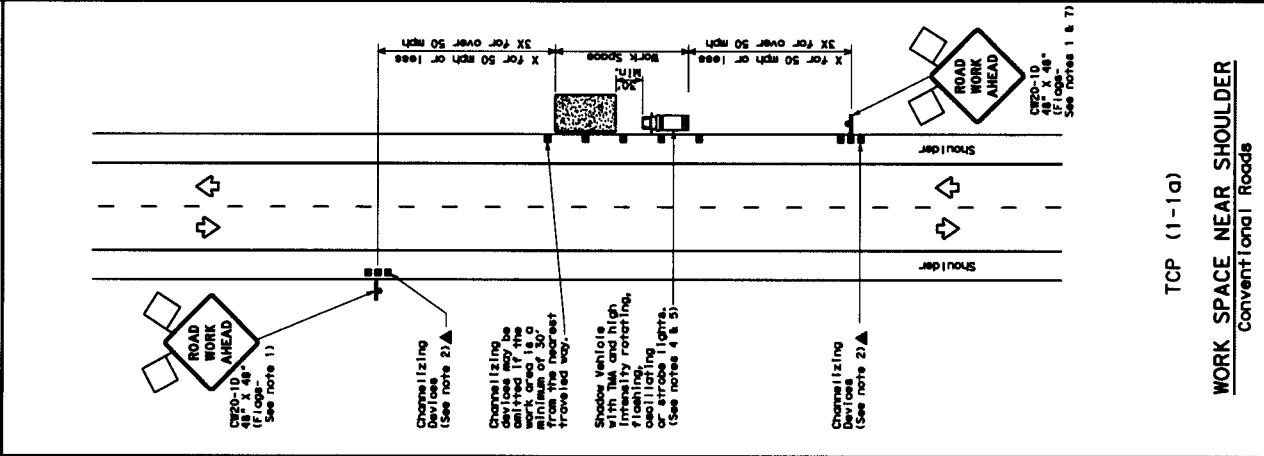 ROAD
WORK
AHEAD
CW20-1D
48" X 48"
(Flags-
See note 1)
Channelizing
Devices
(See note 2)▲
Channelizing
devices may be
omitted if the
work area is a
minimum of 30'
from the nearest
traveled way.
Shadow Vehicle
with TMA and high
intensity rotating,
flashing,
oscillating
or strobe lights.
(See notes 4 & 5)
Channelizing
Devices
(See note 2)▲
X for 50 mph or less
3X for over 50 mph
Work Space
30'
Min.
X for 50 mph or less
3X for over 50 mph
Shoulder
Shoulder
ROAD
WORK
AHEAD
CW20-1D
48" X 48"
(Flags-
See notes 1 & 7)
TCP (1-1a)
WORK SPACE NEAR SHOULDER
Conventional Roads